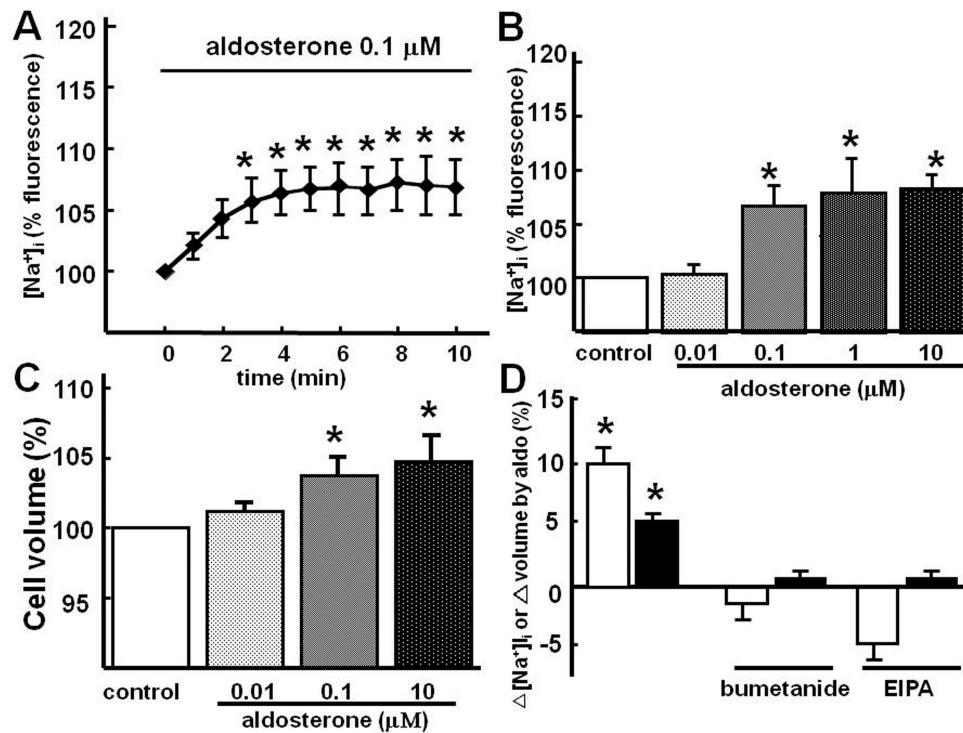 A
aldosterone 0.1 μM
[Na+]i (% fluorescence)
120
115
110
105
100
* * * * * * * *
0 2 4 6 8 10
time (min)
B
[Na+]i (% fluorescence)
120
115
110
105
100
* * *
control 0.01 0.1 1 10
aldosterone (μM)
C
Cell volume (%)
110
105
100
95
* *
control 0.01 0.1 10
aldosterone (μM)
D
△[Na+]Ii or △ volume by aldo (%)
15
10
5
0
-5
* *
bumetanide EIPA